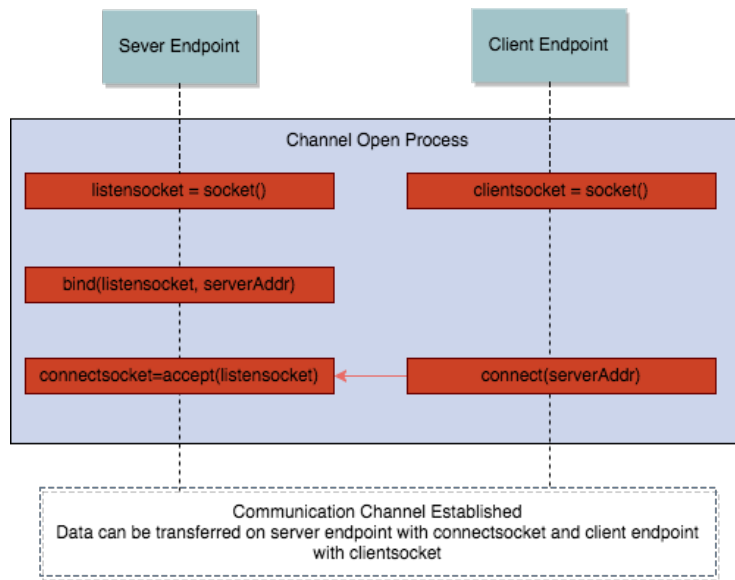 Sever Endpoint
Client Endpoint
Channel Open Process
listensocket = socket()
clientsocket = socket()
bind(listensocket, serverAddr)
connectsocket=accept(listensocket)
connect(serverAddr)
Communication Channel Established
Data can be transferred on server endpoint with connectsocket and client endpoint
with clientsocket